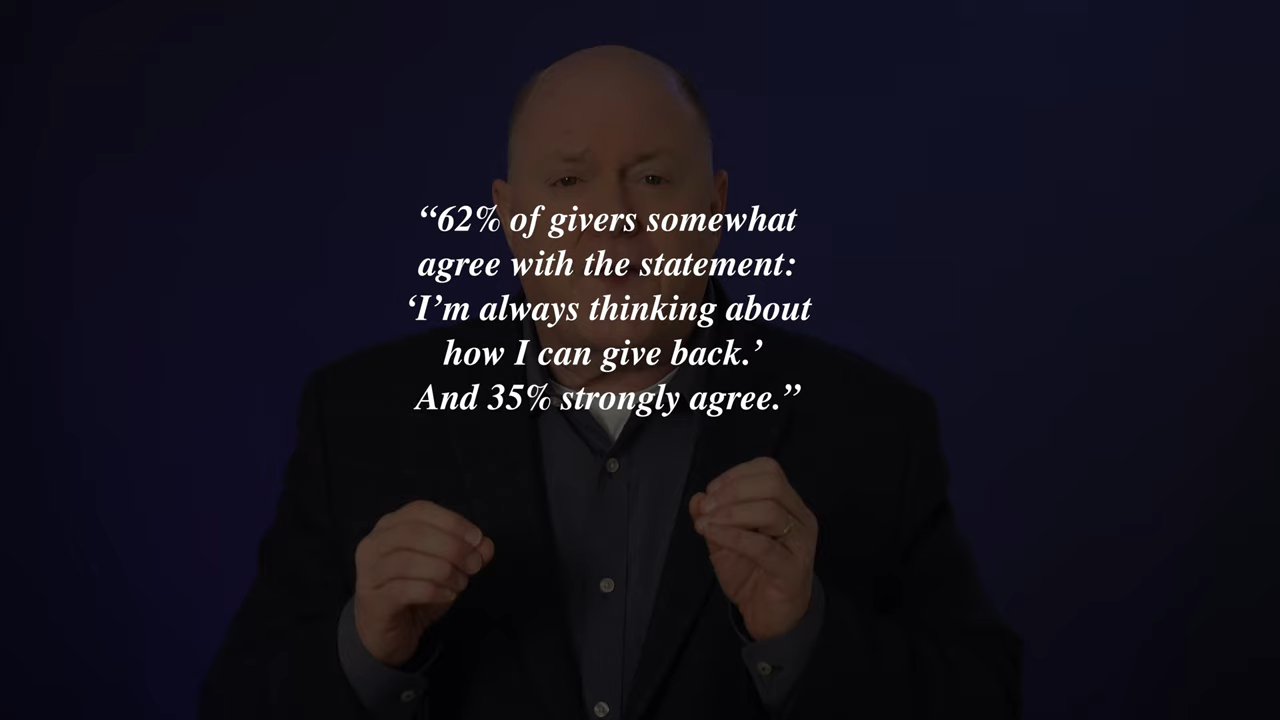 “62% of givers somewhat
agree with the statement:
‘I’m always thinking about
how I can give back.’
And 35% strongly agree.”